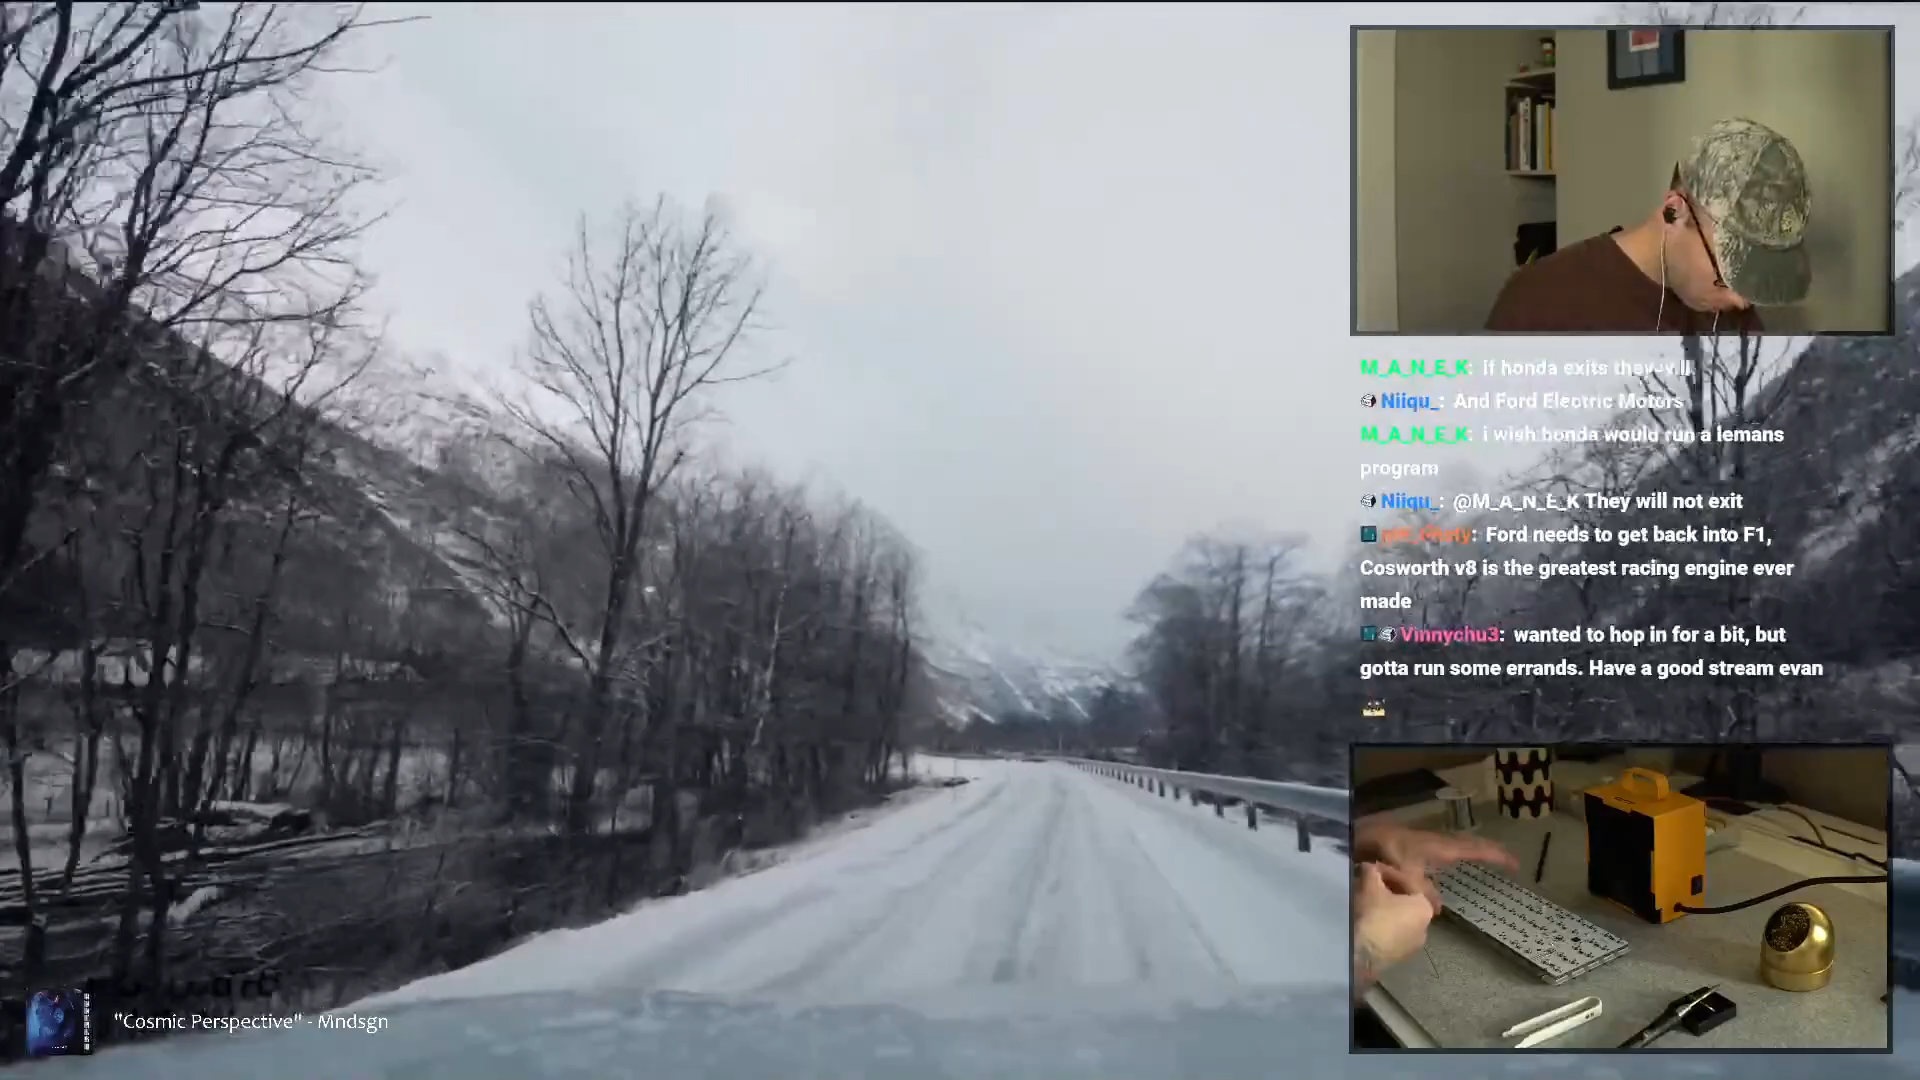 M_A_N_E_K: if honda exits they
Niiqu_: And Ford Electric Motors
M_A_N_E_K: i wish honda would run a lemans
program
Niiqu_: @M_A_N_E_K They will not exit
: Ford needs to get back into F1,
Cosworth v8 is the greatest racing engine ever
made
Vinnychu3: wanted to hop in for a bit, but
gotta run some errands. Have a good stream evan
"Cosmic Perspective" - Mndsgn